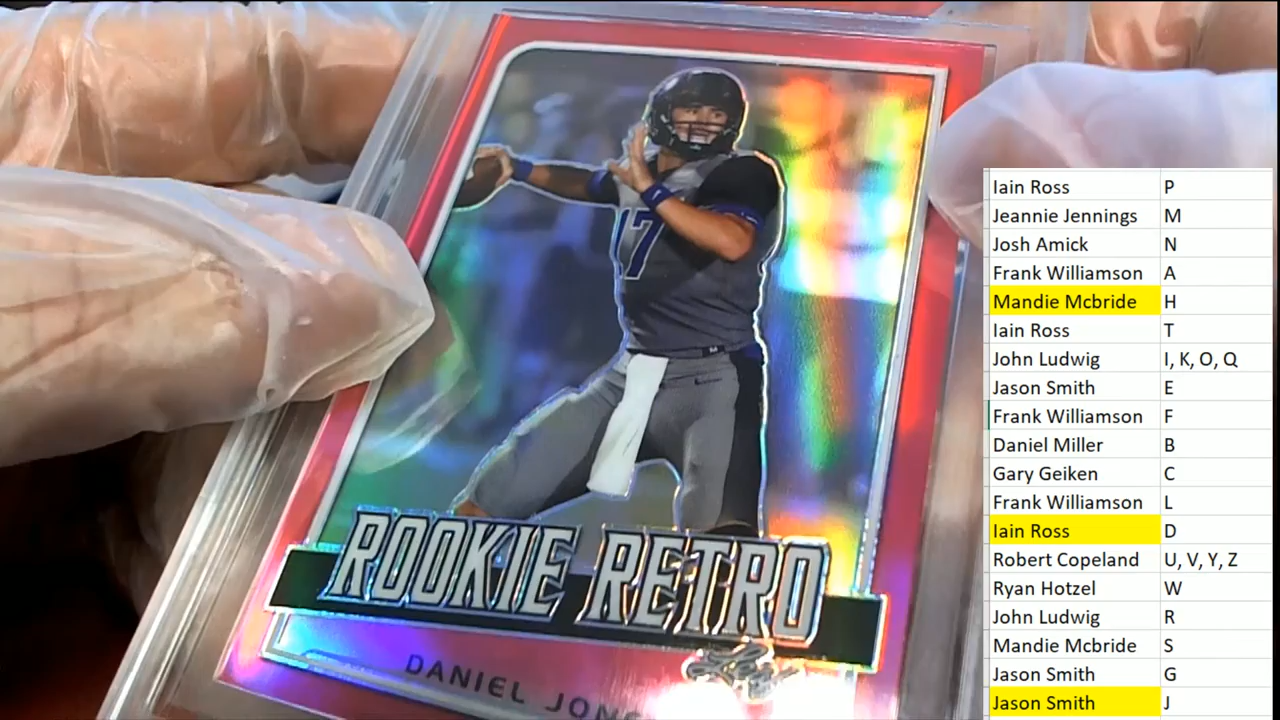 17
ROOKIE RETRO
DANIEL
Leaf
Iain Ross P
Jeannie Jennings M
Josh Amick N
Frank Williamson A
Mandie Mcbride H
Iain Ross T
John Ludwig I, K, O, Q
Jason Smith E
Frank Williamson F
Daniel Miller B
Gary Geiken C
Frank Williamson L
Iain Ross D
Robert Copeland U, V, Y, Z
Ryan Hotzel W
John Ludwig R
Mandie Mcbride S
Jason Smith G
Jason Smith J